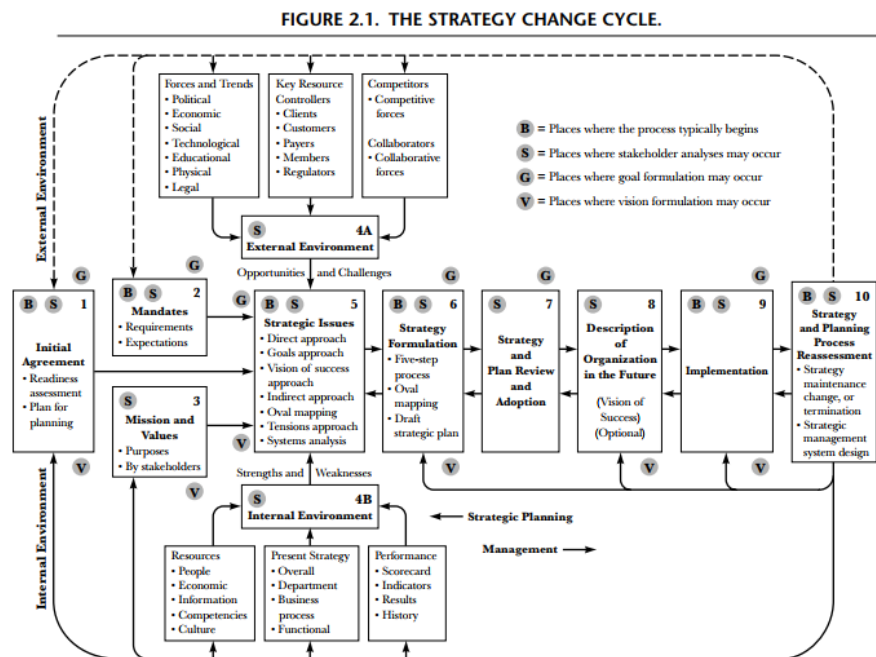 FIGURE 2.1. THE STRATEGY CHANGE CYCLE.
External Environment
Internal Environment
Forces and Trends
• Political
• Economic
• Social
• Technological
• Educational
• Physical
• Legal
Key Resource
Controllers
• Clients
• Customers
• Payers
• Members
• Regulators
Competitors
• Competitive
forces
Collaborators
• Collaborative
forces
B = Places where the process typically begins
S = Places where stakeholder analyses may occur
G = Places where goal formulation may occur
V = Places where vision formulation may occur
S 4A
External Environment
Opportunities and Challenges
G
B S 1
Initial
Agreement
• Readiness
assessment
• Plan for
planning
V
G
B S 2
Mandates
• Requirements
• Expectations
S 3
Mission and
Values
• Purposes
• By stakeholders
V
G
V
B S 5
Strategic Issues
• Direct approach
• Goals approach
• Vision of success
approach
• Indirect approach
• Oval mapping
• Tensions approach
• Systems analysis
Strengths and Weaknesses
G
B S 6
Strategy
Formulation
• Five-step
process
• Oval
mapping
• Draft
strategic plan
V
G
S 7
Strategy
and
Plan Review
and
Adoption
S 8
Description
of
Organization
in the Future
(Vision of
Success)
(Optional)
V
G
B S 9
Implementation
V
B S 10
Strategy
and Planning
Process
Reassessment
• Strategy
maintenance
change, or
termination
• Strategic
management
system design
S 4B
Internal Environment
Strategic Planning
Management
Resources
• People
• Economic
• Information
• Competencies
• Culture
Present Strategy
• Overall
• Department
• Business
process
• Functional
Performance
• Scorecard
• Indicators
• Results
• History